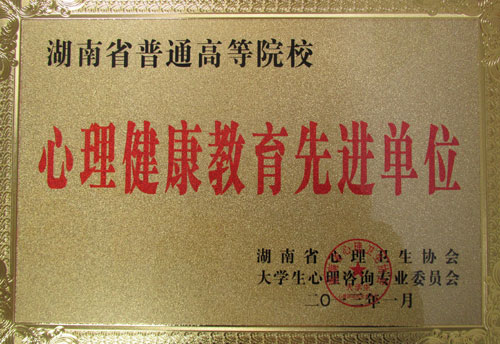 湖南省普通高等院校
心理健康教育先进单位
湖南省心理卫生协会
大学生心理咨询专业委员会
二〇一二年一月